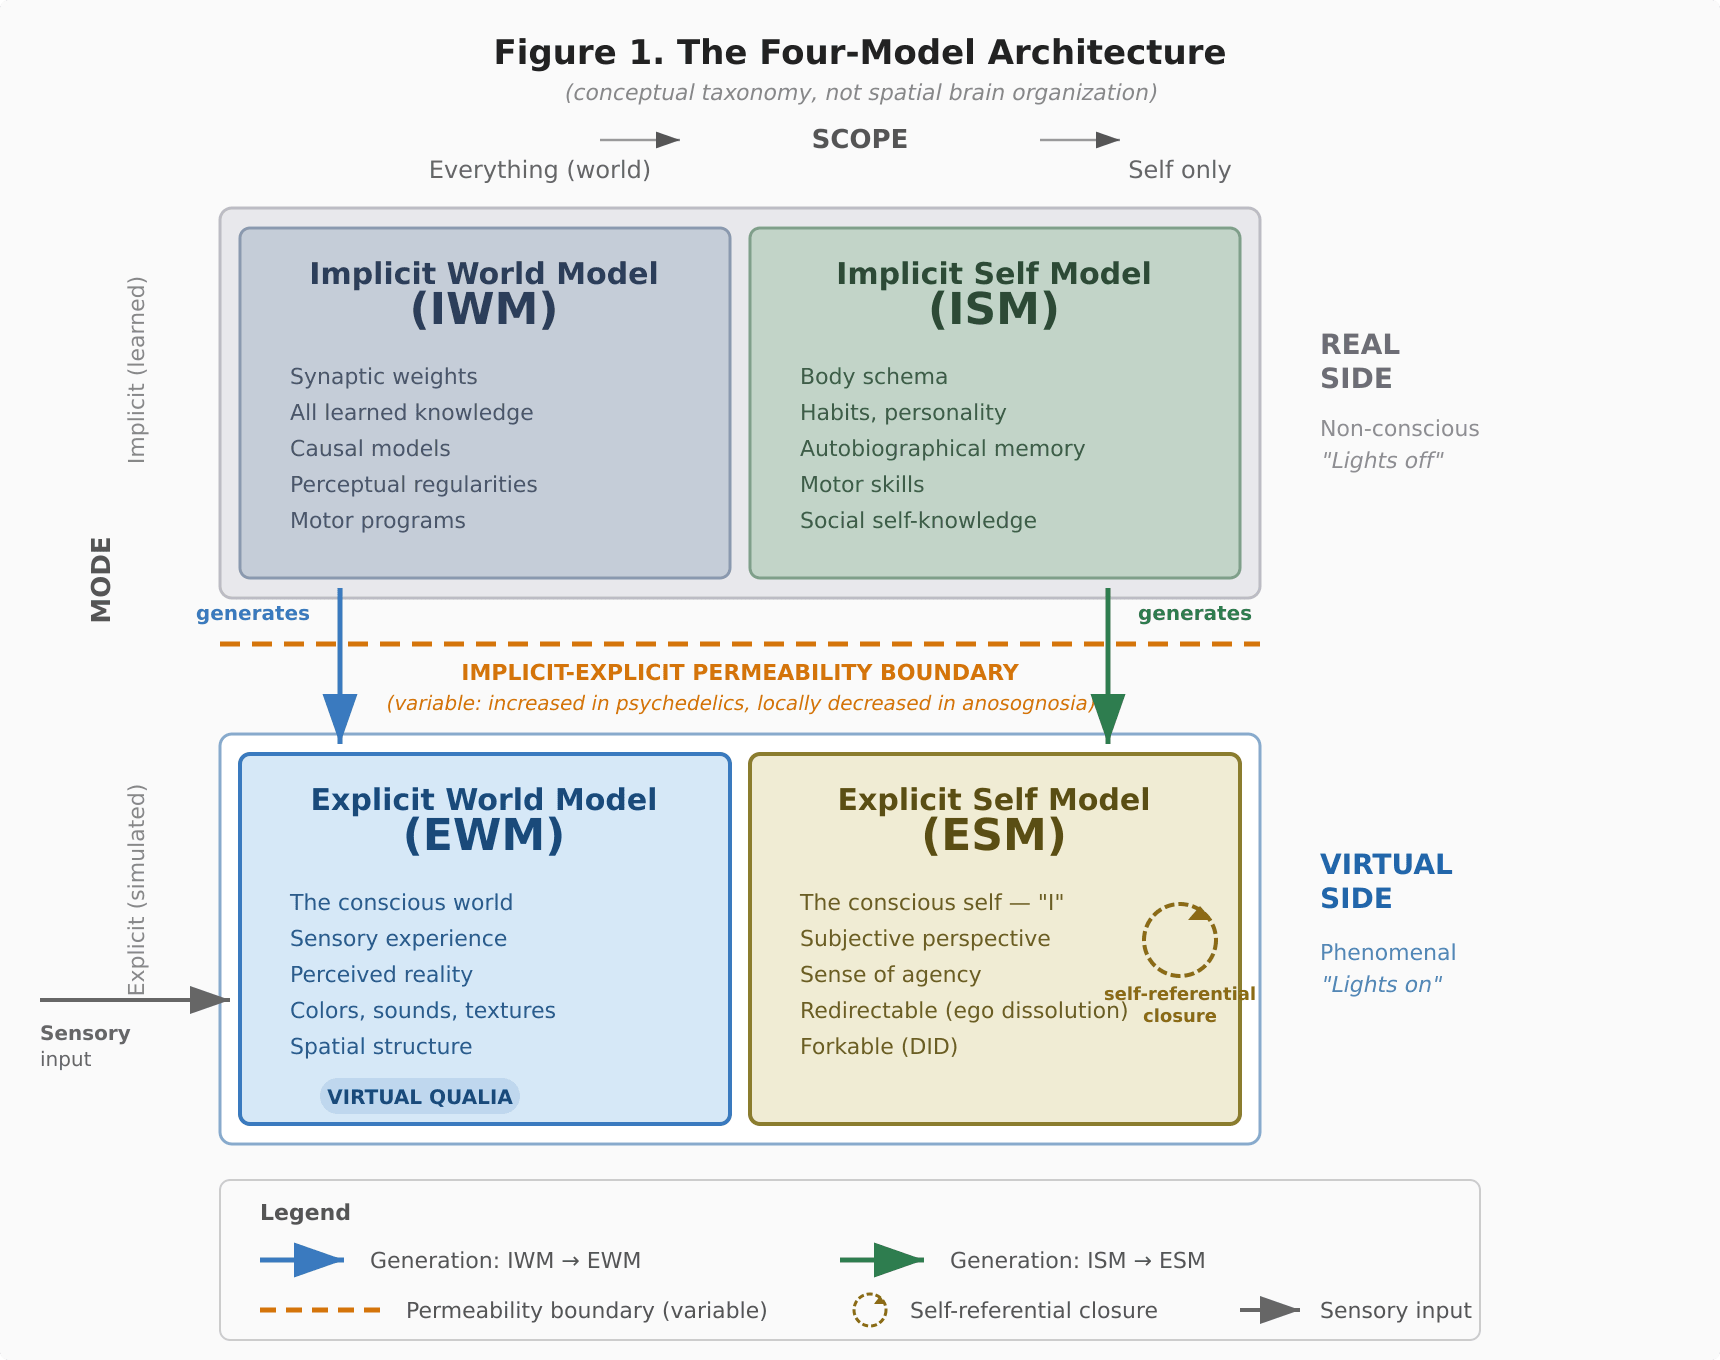 Figure 1. The Four-Model Architecture
(conceptual taxonomy, not spatial brain organization)
SCOPE
Everything (world)
Self only
MODE
Implicit (learned)
Implicit World Model
(IWM)
Synaptic weights
All learned knowledge
Causal models
Perceptual regularities
Motor programs
Implicit Self Model
(ISM)
Body schema
Habits, personality
Autobiographical memory
Motor skills
Social self-knowledge
REAL
SIDE
Non-conscious
"Lights off"
generates
generates
IMPLICIT-EXPLICIT PERMEABILITY BOUNDARY
(variable: increased in psychedelics, locally decreased in anosognosia)
Explicit (simulated)
Sensory
input
Explicit World Model
(EWM)
The conscious world
Sensory experience
Perceived reality
Colors, sounds, textures
Spatial structure
VIRTUAL QUALIA
Explicit Self Model
(ESM)
The conscious self — "I"
Subjective perspective
Sense of agency
Redirectable (ego dissolution)
Forkable (DID)
self-referential
closure
VIRTUAL
SIDE
Phenomenal
"Lights on"
Legend
Generation: IWM → EWM
Generation: ISM → ESM
Permeability boundary (variable)
Self-referential closure
Sensory input